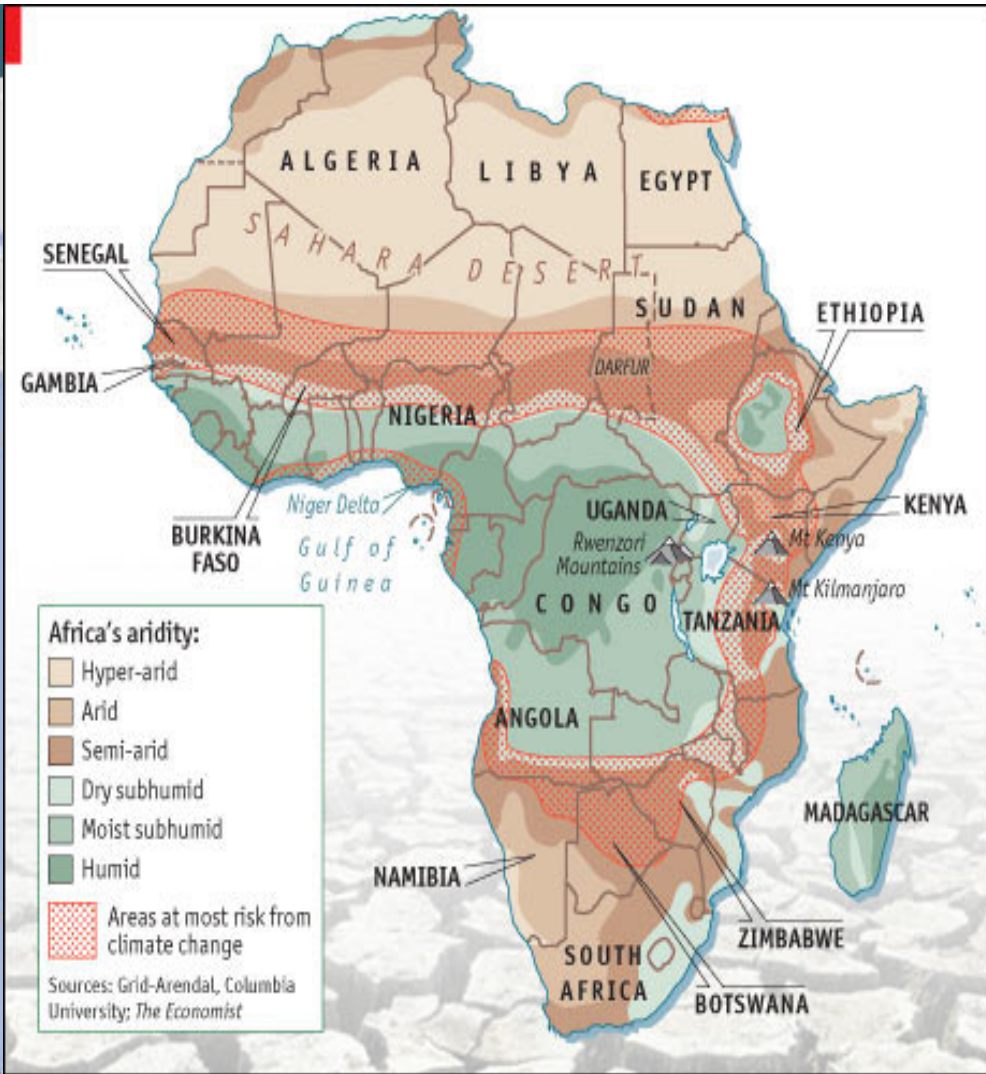 ALGERIA
LIBYA
EGYPT
SAHARA DESERT
SENEGAL
SUDAN
ETHIOPIA
DARFUR
GAMBIA
NIGERIA
Niger Delta
UGANDA
KENYA
BURKINA
FASO
Gulf of
Guinea
Rwenzori
Mountains
Mt Kenya
Mt Kilmanjaro
CONGO
TANZANIA
Africa's aridity:
Hyper-arid
Arid
Semi-arid
Dry subhumid
Moist subhumid
Humid
Areas at most risk from
climate change
Sources: Grid-Arendal, Columbia
University; The Economist
ANGOLA
MADAGASCAR
NAMIBIA
ZIMBABWE
SOUTH
AFRICA
BOTSWANA